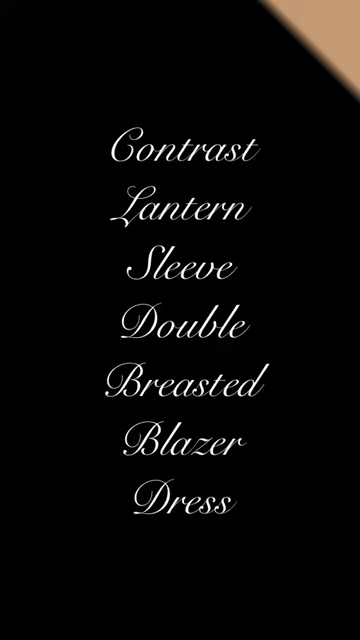 Contrast
Lantern
Sleeve
Double
Breasted
Blazer
Dress